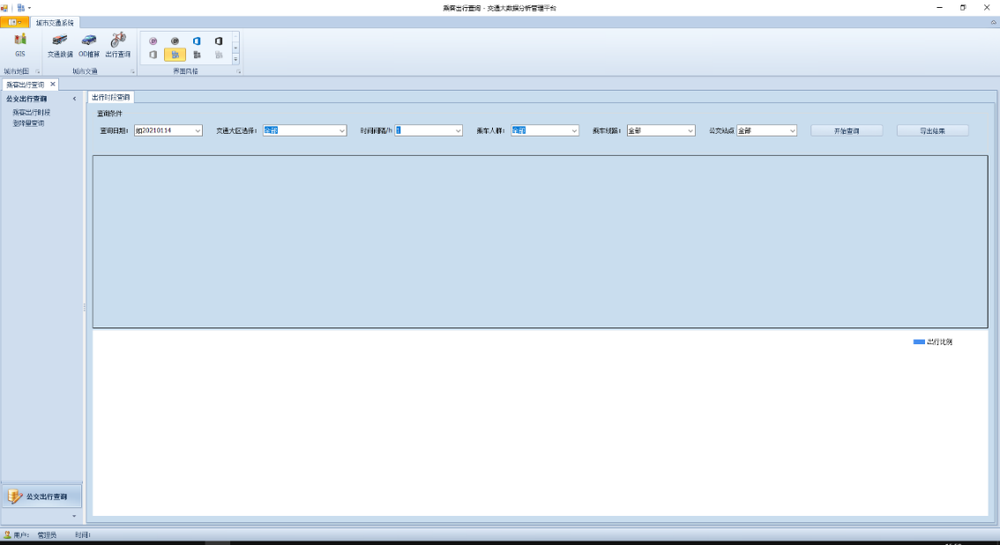 乘客出行查询 - 交通大数据分析管理平台
城市交通系统
GIS
交通数据
OD推算
出行查询
城市地图
城市交通
界面风格
乘客出行查询
公交出行查询
乘客出行时段
登降量查询
出行时段查询
查询条件
查询日期: 如20210114 交通大区选择: 全部 时间间隔/h 1 乘车人群: 全部 乘车线路: 全部 公交站点 全部 开始查询 导出结果
出行比例
公交出行查询
用户: 管理员 时间: